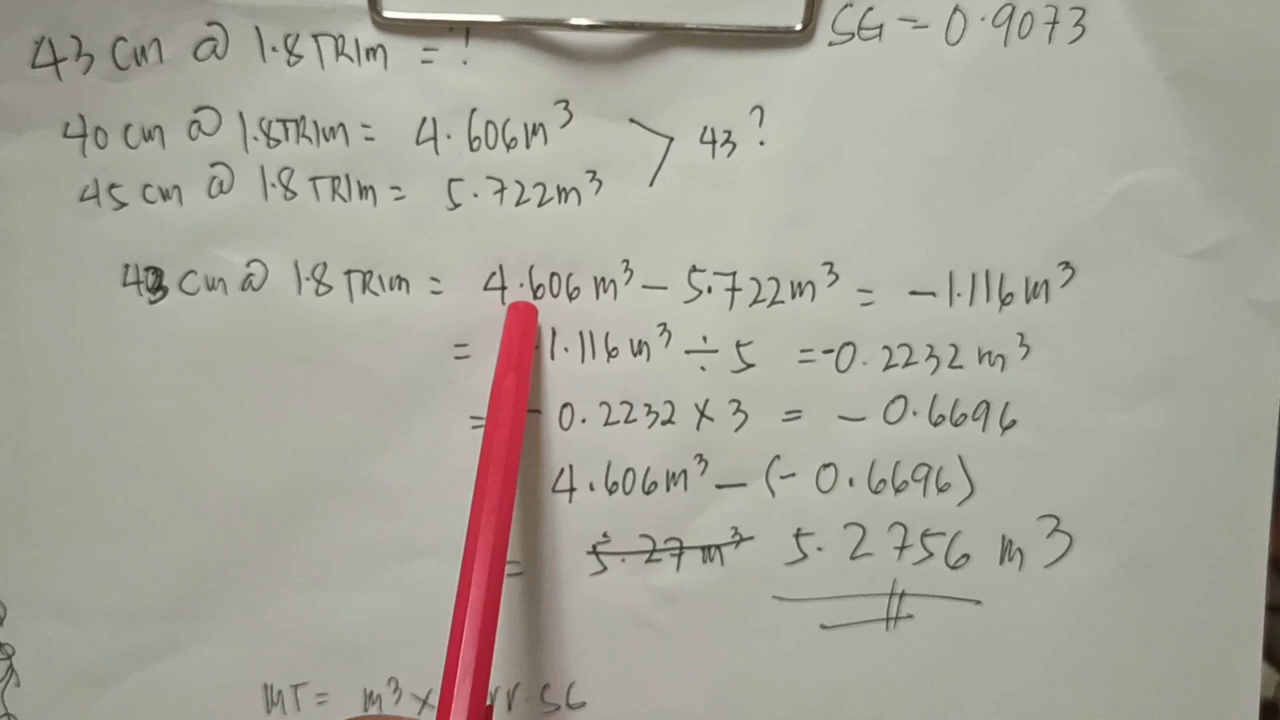 SG = 0.9073
43 cm @ 1.8 TRIm = ?
40 cm @ 1.8TRIm = 4.606m³ > 43?
45 cm @ 1.8 TRIm = 5.722m³
43 cm @ 1.8 TRIm = 4.606 m³ - 5.722m³ = -1.116m³
= 1.116m³ ÷ 5 = -0.2232 m³
= - 0.2232 x 3 = - 0.6696
4.606m³ - (- 0.6696)
= 5.27m³ 5.2756 m3
MT = m³ x SG